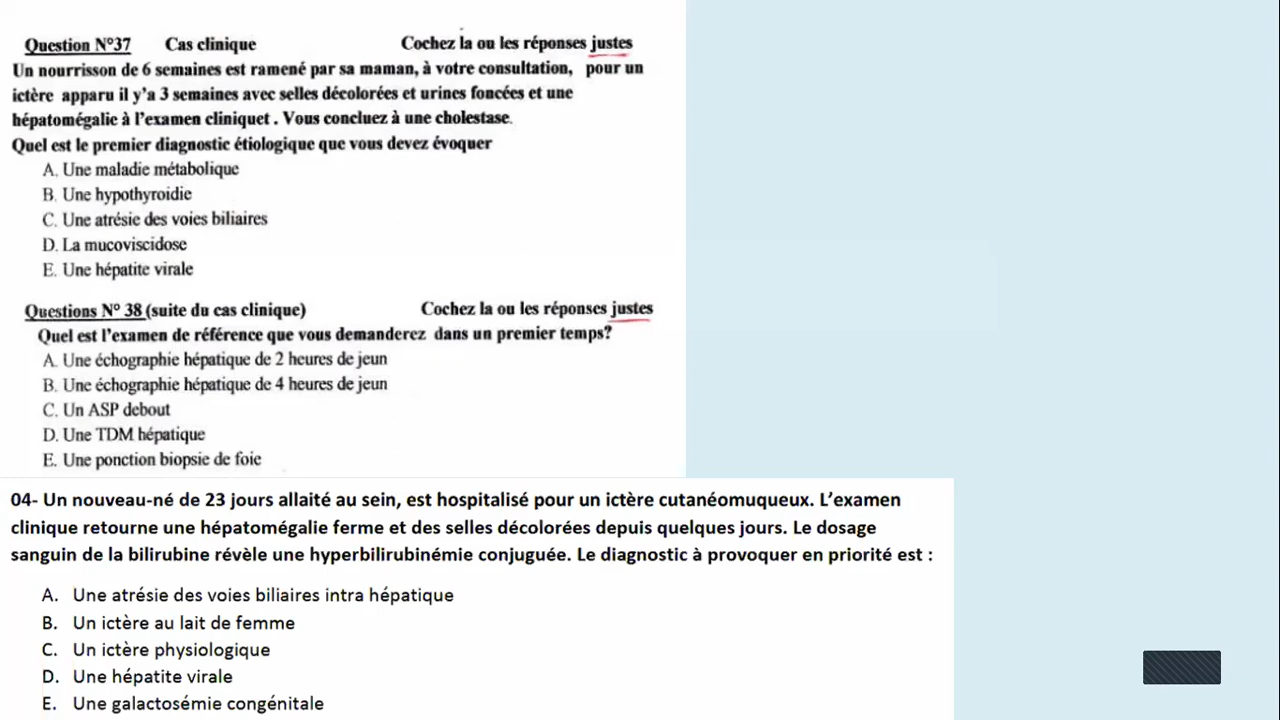 Question N°37 Cas clinique Cochez la ou les réponses justes
Un nourrisson de 6 semaines est ramené par sa maman, à votre consultation, pour un
ictère apparu il y'a 3 semaines avec selles décolorées et urines foncées et une
hépatomégalie à l'examen cliniquet . Vous concluez à une cholestase.
Quel est le premier diagnostic étiologique que vous devez évoquer
A. Une maladie métabolique
B. Une hypothyroidie
C. Une atrésie des voies biliaires
D. La mucoviscidose
E. Une hépatite virale
Questions N° 38 (suite du cas clinique) Cochez la ou les réponses justes
Quel est l'examen de référence que vous demanderez dans un premier temps?
A. Une échographie hépatique de 2 heures de jeun
B. Une échographie hépatique de 4 heures de jeun
C. Un ASP debout
D. Une TDM hépatique
E. Une ponction biopsie de foie
04- Un nouveau-né de 23 jours allaité au sein, est hospitalisé pour un ictère cutanéomuqueux. L'examen
clinique retourne une hépatomégalie ferme et des selles décolorées depuis quelques jours. Le dosage
sanguin de la bilirubine révèle une hyperbilirubinémie conjuguée. Le diagnostic à provoquer en priorité est :
A. Une atrésie des voies biliaires intra hépatique
B. Un ictère au lait de femme
C. Un ictère physiologique
D. Une hépatite virale
E. Une galactosémie congénitale